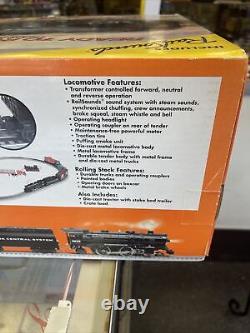 INCLUDES
RailSounds
Locomotive Features:
• Transformer controlled forward, neutral
and reverse operation
• RailSounds system with steam sounds,
synchronized chuffing, crew announcements,
brake squeal, steam whistle and bell
• Operating headlight
• Operating coupler on rear of tender
• Maintenance-free powerful motor
• Traction tire
• Puffing smoke unit
• Die-cast metal locomotive body
• Metal locomotive frame
• Durable tender body with metal frame
and die-cast metal trucks
Rolling Stock Features:
• Durable trucks and operating couplers
• Painted bodies
• Opening doors on boxcar
• Metal brake wheels
Also Includes:
• Die-cast tractor with stake bed trailer
• Crate load
CENTRAL SYSTEM